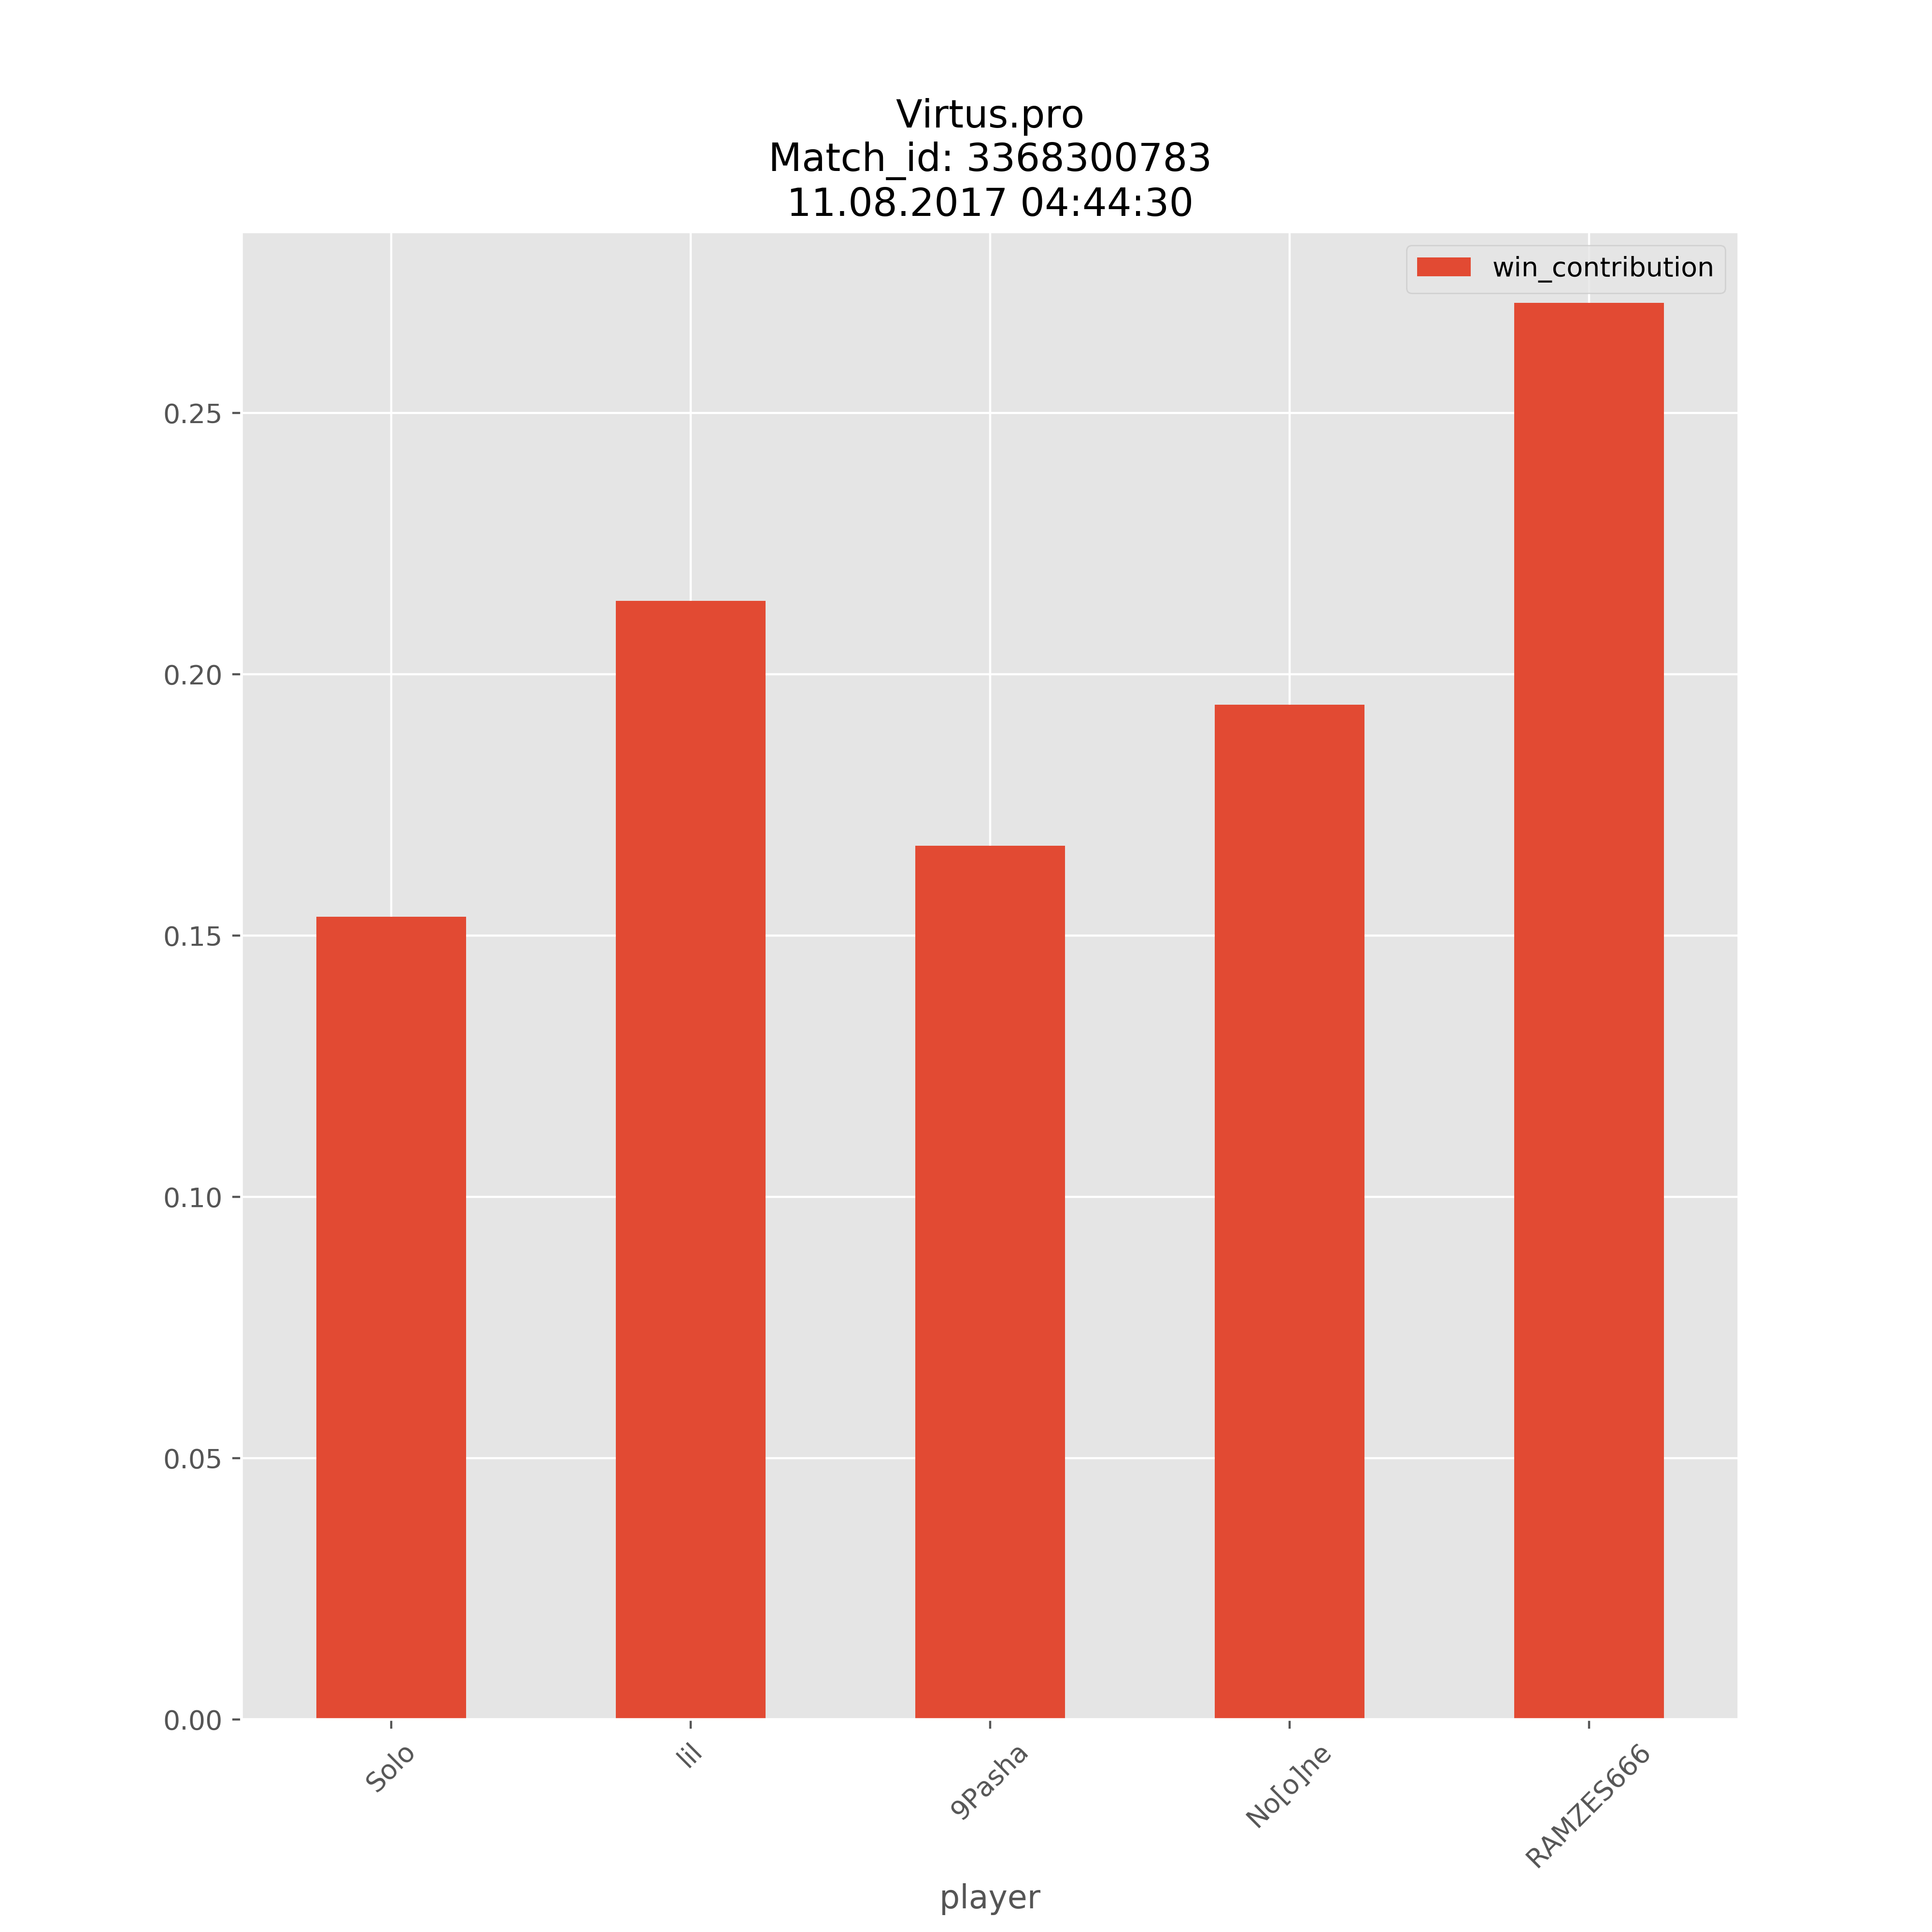 Virtus.pro
Match_id: 3368300783
11.08.2017 04:44:30
win_contribution
0.25
0.20
0.15
0.10
0.05
0.00
Solo
lil
9Pasha
No[o]ne
RAMZES666
player